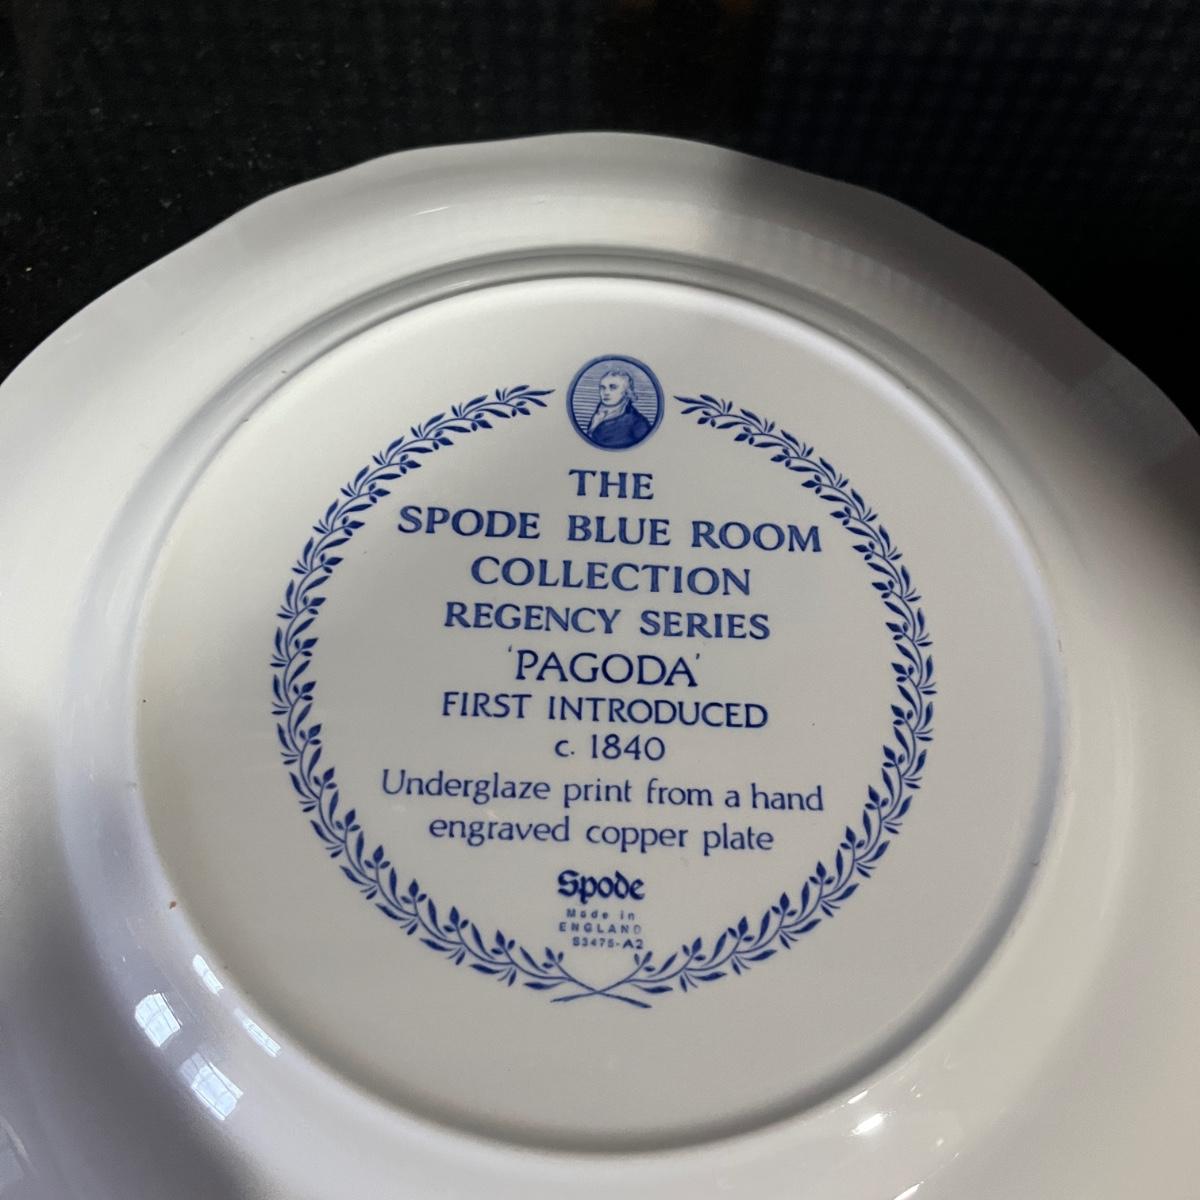 THE
SPODE BLUE ROOM
COLLECTION
REGENCY SERIES
'PAGODA'
FIRST INTRODUCED
c. 1840
Underglaze print from a hand
engraved copper plate
Spode
Made in
ENGLAND
S3475-A2